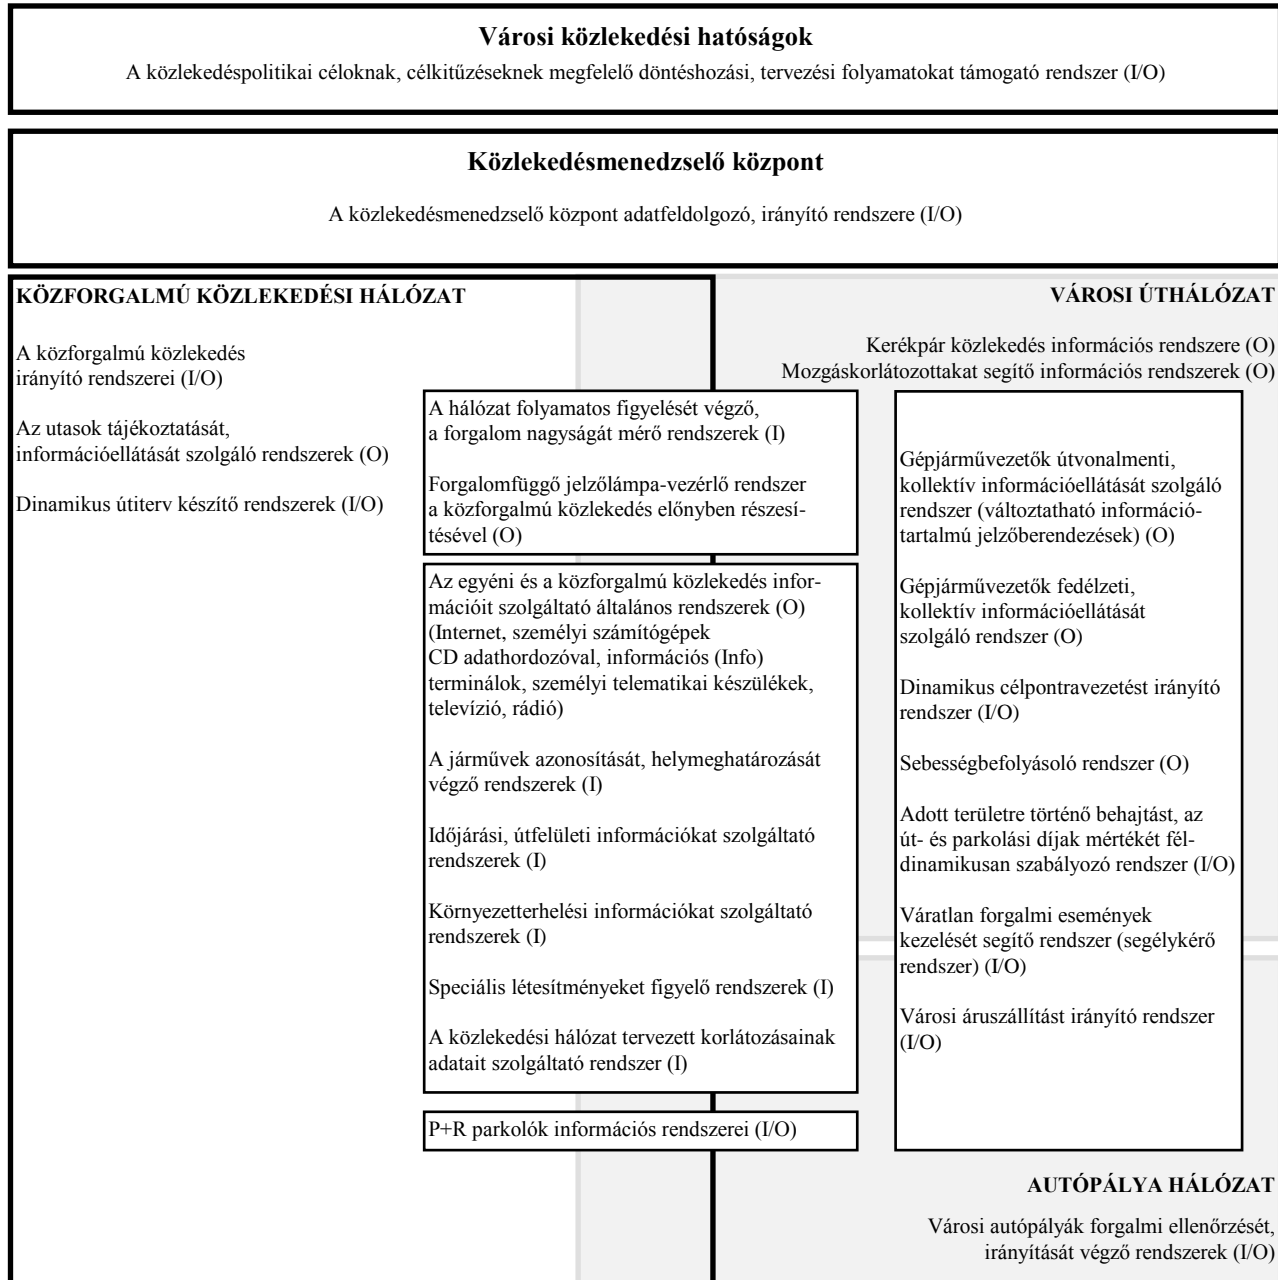 Városi közlekedési hatóságok
A közlekedéspolitikai céloknak, célkitűzéseknek megfelelő döntéshozási, tervezési folyamatokat támogató rendszer (I/O)
Közlekedésmenedzselő központ
A közlekedésmenedzselő központ adatfeldolgozó, irányító rendszere (I/O)
KÖZFORGALMÚ KÖZLEKEDÉSI HÁLÓZAT
A közforgalmú közlekedés
irányító rendszerei (I/O)
Az utasok tájékoztatását,
információellátását szolgáló rendszerek (O)
Dinamikus útiterv készítő rendszerek (I/O)
VÁROSI ÚTHÁLÓZAT
Kerékpár közlekedés információs rendszere (O)
Mozgáskorlátozottakat segítő információs rendszerek (O)
A hálózat folyamatos figyelését végző,
a forgalom nagyságát mérő rendszerek (I)
Forgalomfüggő jelzőlámpa-vezérlő rendszer
a közforgalmú közlekedés előnyben részesí-
tésével (O)
Az egyéni és a közforgalmú közlekedés infor-
mációit szolgáltató általános rendszerek (O)
(Internet, személyi számítógépek
CD adathordozóval, információs (Info)
terminálok, személyi telematikai készülékek,
televízió, rádió)
A járművek azonosítását, helymeghatározását
végző rendszerek (I)
Időjárási, útfelületi információkat szolgáltató
rendszerek (I)
Környezetterhelési információkat szolgáltató
rendszerek (I)
Speciális létesítményeket figyelő rendszerek (I)
A közlekedési hálózat tervezett korlátozásainak
adatait szolgáltató rendszer (I)
P+R parkolók információs rendszerei (I/O)
Gépjárművezetők útvonalmenti,
kollektív információellátását szolgáló
rendszer (változtatható információ-
tartalmú jelzőberendezések) (O)
Gépjárművezetők fedélzeti,
kollektív információellátását
szolgáló rendszer (O)
Dinamikus célpontravezetést irányító
rendszer (I/O)
Sebességbefolyásoló rendszer (O)
Adott területre történő behajtást, az
út- és parkolási díjak mértékét fél-
dinamikusan szabályozó rendszer (I/O)
Váratlan forgalmi események
kezelését segítő rendszer (segélykérő
rendszer) (I/O)
Városi áruszállítást irányító rendszer
(I/O)
AUTÓPÁLYA HÁLÓZAT
Városi autópályák forgalmi ellenőrzését,
irányítását végző rendszerek (I/O)